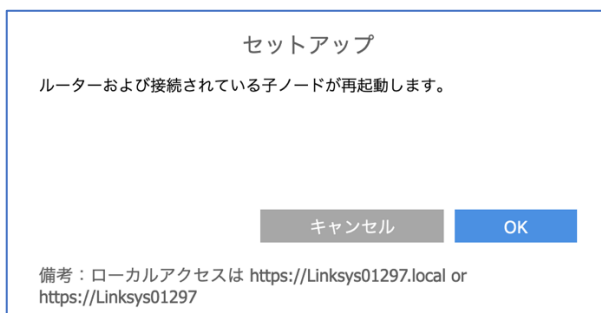 セットアップ
ルーターおよび接続されている子ノードが再起動します。
キャンセル
OK
備考：ローカルアクセスは https://Linksys01297.local or
https://Linksys01297